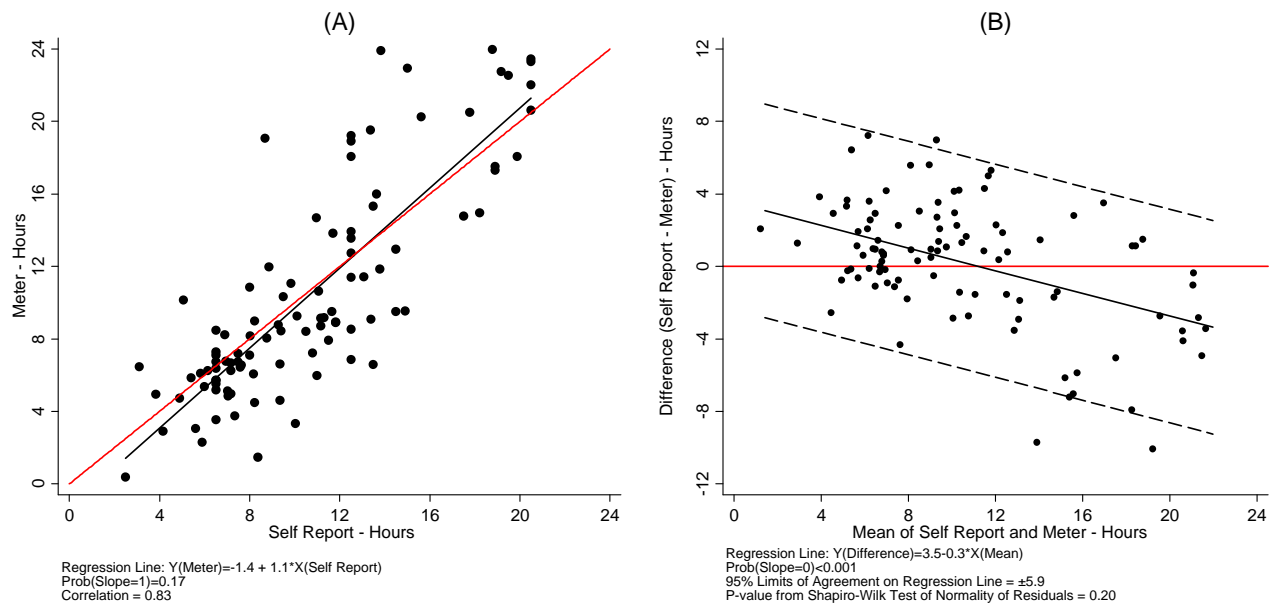 (A)
24
20
16
12
8
4
0
Meter - Hours
0 4 8 12 16 20 24
Self Report - Hours
Regression Line: Y(Meter)=-1.4 + 1.1*X(Self Report)
Prob(Slope=1)=0.17
Correlation = 0.83
(B)
12
8
4
0
-4
-8
-12
Difference (Self Report - Meter) - Hours
0 4 8 12 16 20 24
Mean of Self Report and Meter - Hours
Regression Line: Y(Difference)=3.5-0.3*X(Mean)
Prob(Slope=0)<0.001
95% Limits of Agreement on Regression Line = ±5.9
P-value from Shapiro-Wilk Test of Normality of Residuals = 0.20